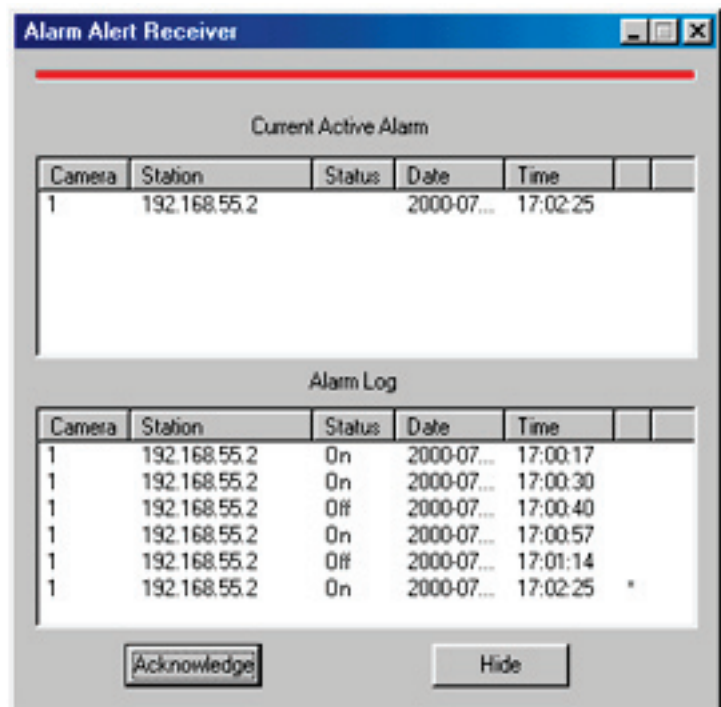 Alarm Alert Receiver
Current Active Alarm
Camera Station Status Date Time
1 192.168.55.2 2000-07... 17:02:25
Alarm Log
Camera Station Status Date Time
1 192.168.55.2 On 2000-07... 17:00:17
1 192.168.55.2 On 2000-07... 17:00:30
1 192.168.55.2 Off 2000-07... 17:00:40
1 192.168.55.2 On 2000-07... 17:00:57
1 192.168.55.2 Off 2000-07... 17:01:14
1 192.168.55.2 On 2000-07... 17:02:25 *
Acknowledge Hide